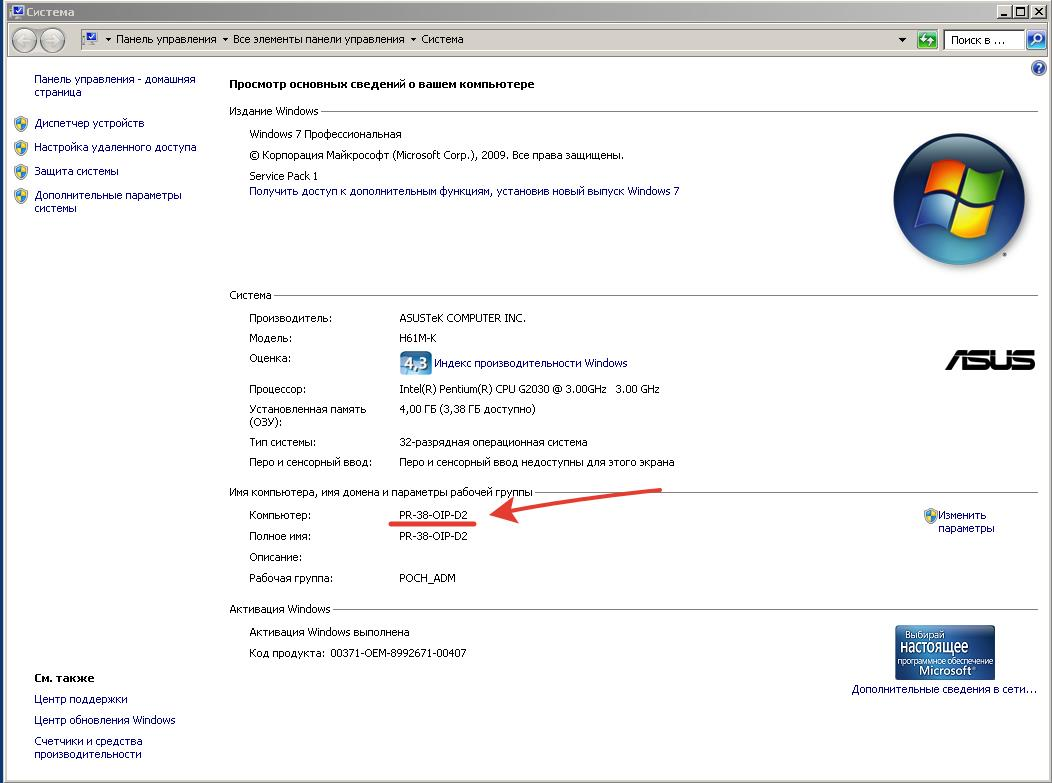 Система
Панель управления Все элементы панели управления Система
Поиск в ...
Панель управления - домашняя
страница
Диспетчер устройств
Настройка удаленного доступа
Защита системы
Дополнительные параметры
системы
Просмотр основных сведений о вашем компьютере
Издание Windows
Windows 7 Профессиональная
© Корпорация Майкрософт (Microsoft Corp.), 2009. Все права защищены.
Service Pack 1
Получить доступ к дополнительным функциям, установив новый выпуск Windows 7
Система
Производитель: ASUSTeK COMPUTER INC.
Модель: H61M-K
Оценка: 4,3 Индекс производительности Windows
ASUS
Процессор: Intel(R) Pentium(R) CPU G2030 @ 3.00GHz 3.00 GHz
Установленная память
(ОЗУ):
4,00 ГБ (3,38 ГБ доступно)
Тип системы: 32-разрядная операционная система
Перо и сенсорный ввод: Перо и сенсорный ввод недоступны для этого экрана
Имя компьютера, имя домена и параметры рабочей группы
Компьютер: PR-38-OIP-D2
Изменить
параметры
Полное имя: PR-38-OIP-D2
Описание:
Рабочая группа: POCH_ADM
Активация Windows
Активация Windows выполнена
Код продукта: 00371-OEM-8992671-00407
Выбирай
настоящее
программное обеспечение
Microsoft®
Дополнительные сведения в сети...
См. также
Центр поддержки
Центр обновления Windows
Счетчики и средства
производительности